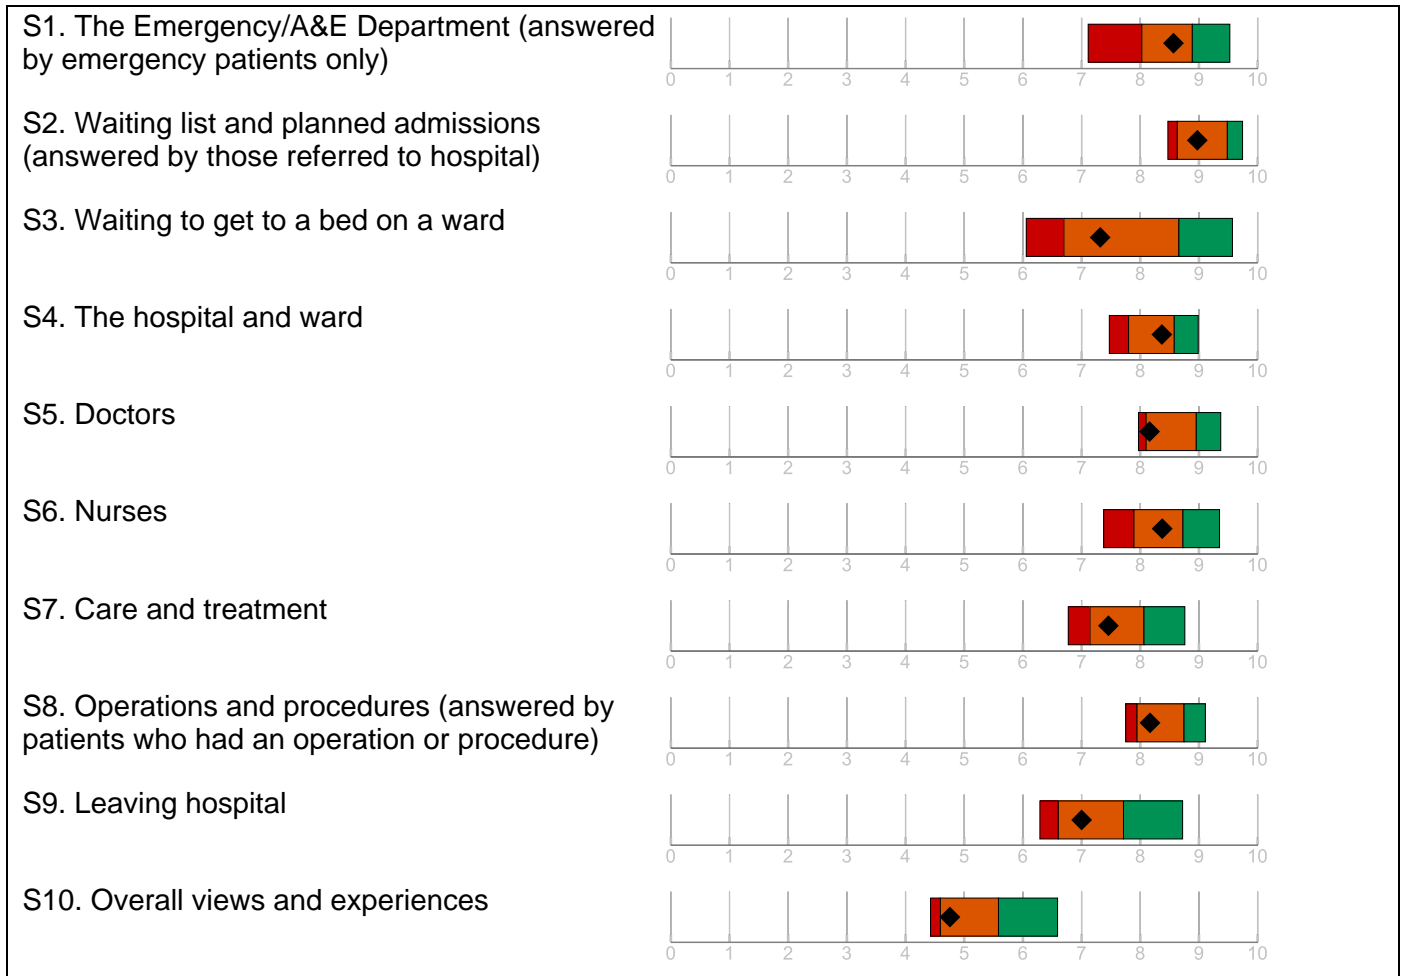 S1. The Emergency/A&E Department (answered
by emergency patients only)
0 1 2 3 4 5 6 7 8 9 10
S2. Waiting list and planned admissions
(answered by those referred to hospital)
0 1 2 3 4 5 6 7 8 9 10
S3. Waiting to get to a bed on a ward
0 1 2 3 4 5 6 7 8 9 10
S4. The hospital and ward
0 1 2 3 4 5 6 7 8 9 10
S5. Doctors
0 1 2 3 4 5 6 7 8 9 10
S6. Nurses
0 1 2 3 4 5 6 7 8 9 10
S7. Care and treatment
0 1 2 3 4 5 6 7 8 9 10
S8. Operations and procedures (answered by
patients who had an operation or procedure)
0 1 2 3 4 5 6 7 8 9 10
S9. Leaving hospital
0 1 2 3 4 5 6 7 8 9 10
S10. Overall views and experiences
0 1 2 3 4 5 6 7 8 9 10